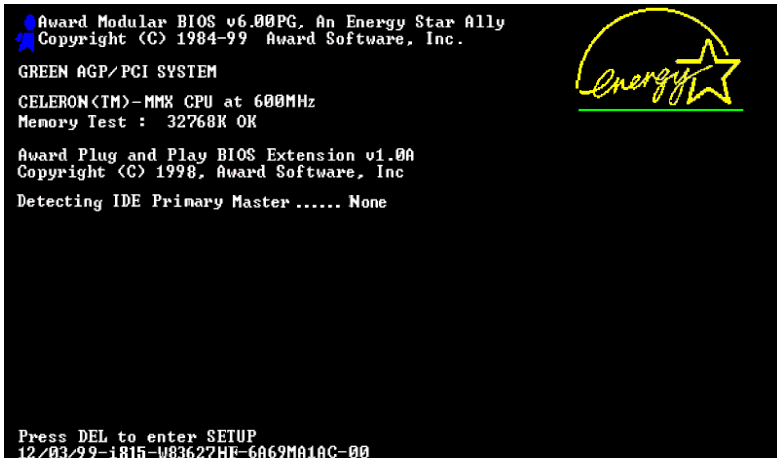 Award Modular BIOS v6.00PG, An Energy Star Ally
Copyright (C) 1984-99 Award Software, Inc.
energy
GREEN AGP/PCI SYSTEM
CELERON(TM)-MMX CPU at 600MHz
Memory Test : 32768K OK
Award Plug and Play BIOS Extension v1.0A
Copyright (C) 1998, Award Software, Inc
Detecting IDE Primary Master ...... None
Press DEL to enter SETUP
12/03/99-i815-W83627HF-6A69MA1AC-00